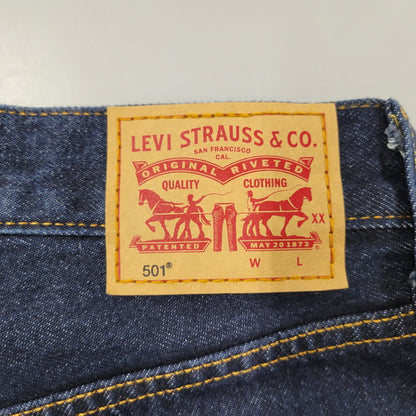 LEVI STRAUSS & CO.
SAN FRANCISCO
CAL.
ORIGINAL RIVETED
QUALITY CLOTHING
XX
PATENTED MAY 20 1873
501® W L